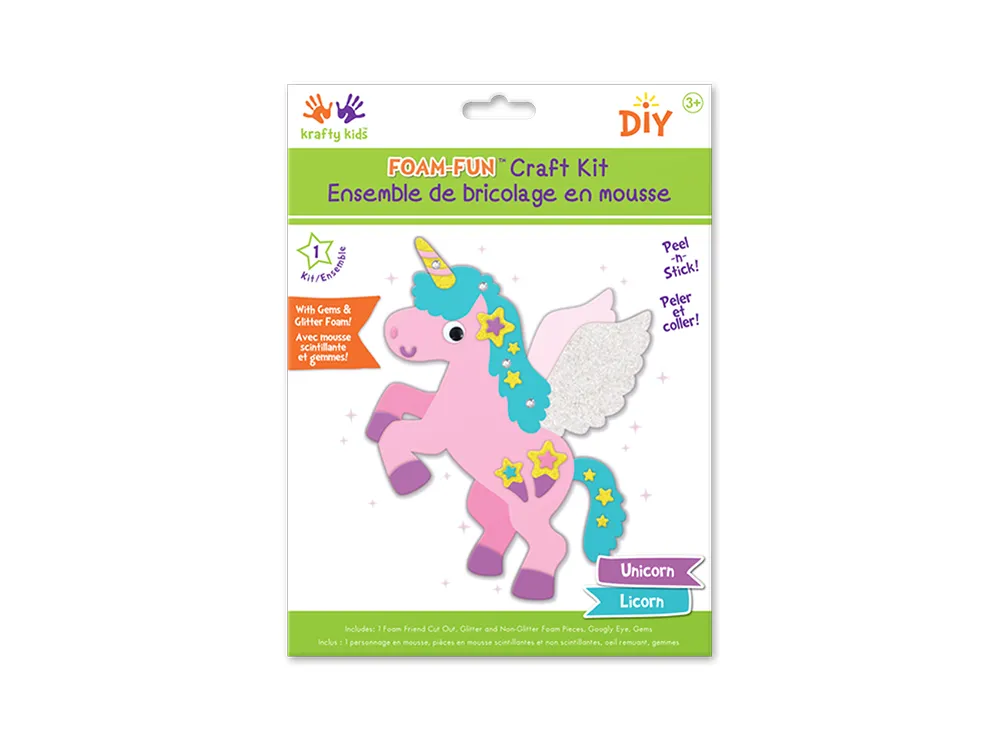 krafty kids™
DiY
3+
FOAM-FUN™ Craft Kit
Ensemble de bricolage en mousse
1
Kit/Ensemble
Peel
-n-
Stick!
Peler
et
coller!
With Gems &
Glitter Foam!
Avec mousse
scintillante
et gemmes!
Unicorn
Licorn
Includes: 1 Foam Friend Cut Out, Glitter and Non-Glitter Foam Pieces, Googly Eye, Gems
Inclus : 1 personnage en mousse, pièces en mousse scintillantes et non scintillantes, oeil remuant, gemmes